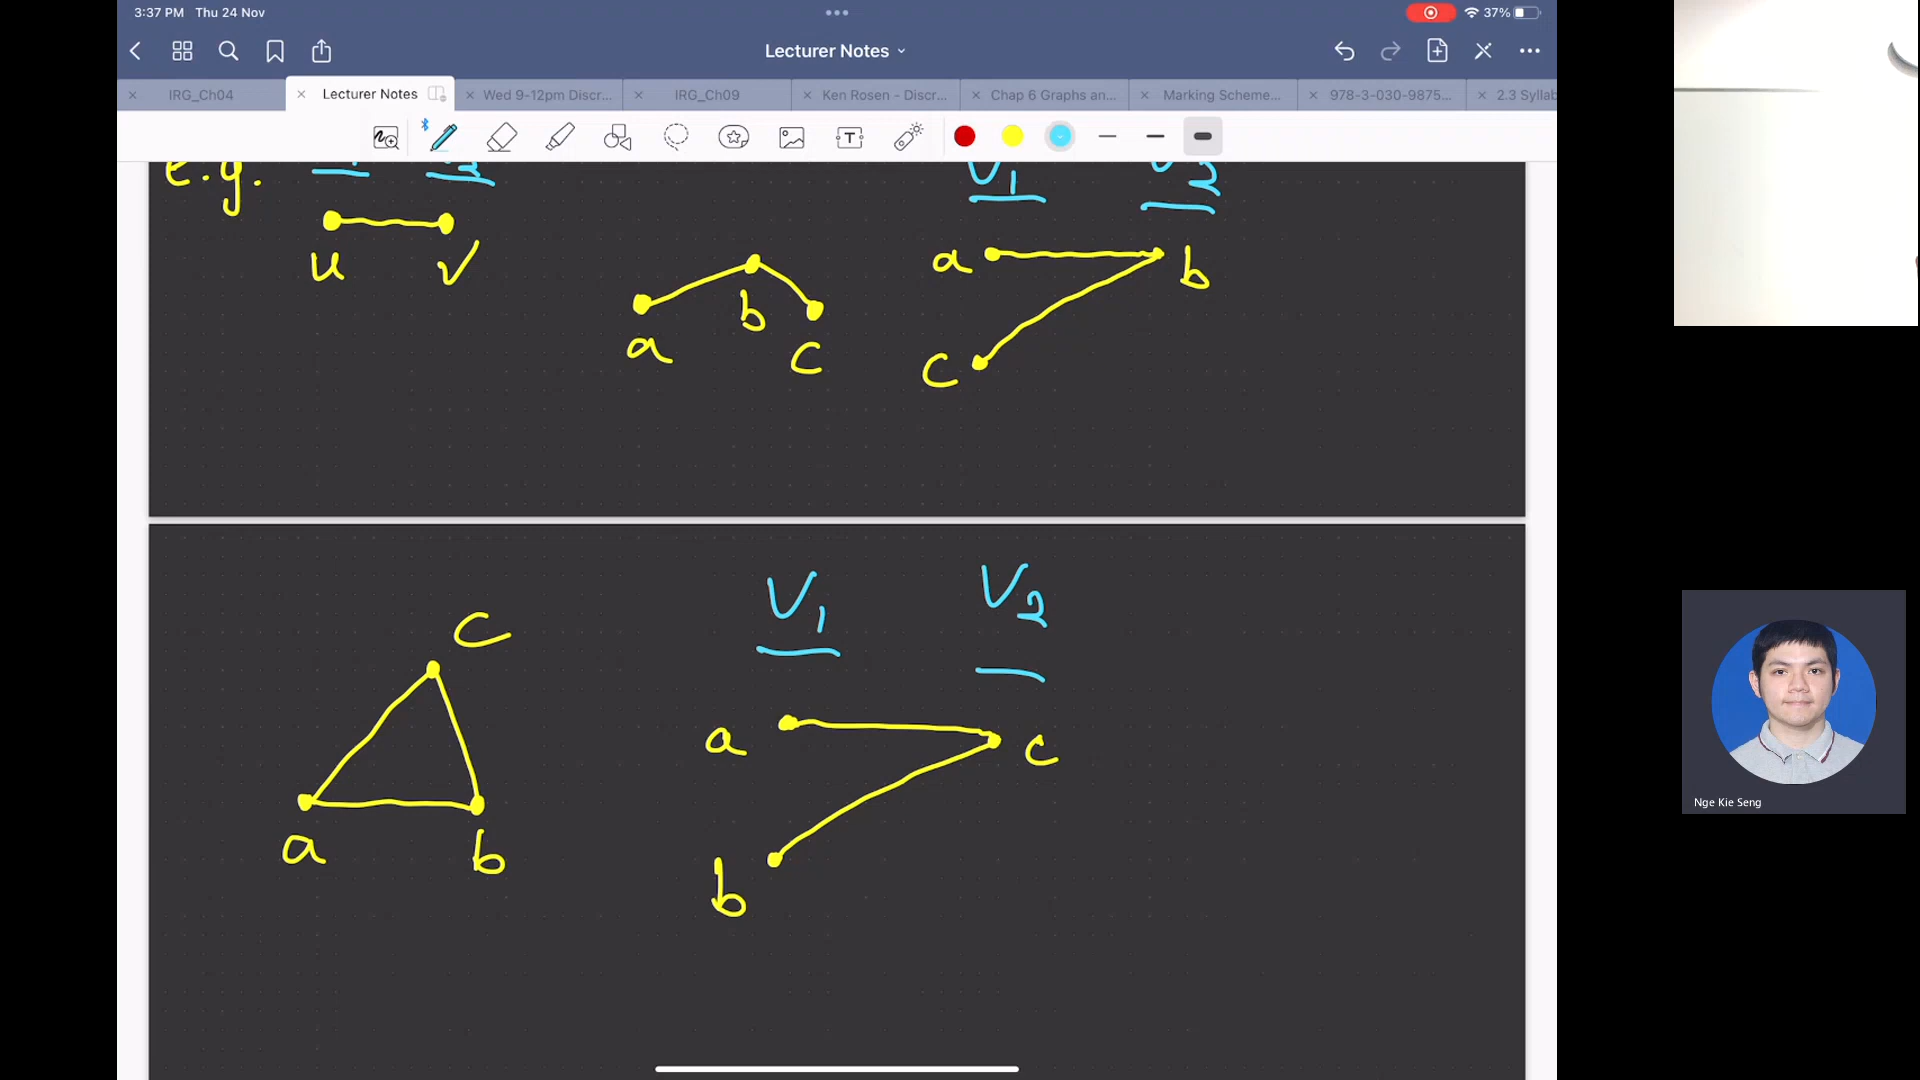 3:37 PM Thu 24 Nov
37%
Lecturer Notes
IRG_Ch04
Lecturer Notes
Wed 9-12pm Discr...
IRG_Ch09
Ken Rosen - Discr...
Chap 6 Graphs an...
Marking Scheme...
978-3-030-9875...
2.3 Syllab
T
e.g.
V1 V2
u v
a b c
a b
c
V1 V2
c
a b
a c
b
Nge Kie Seng